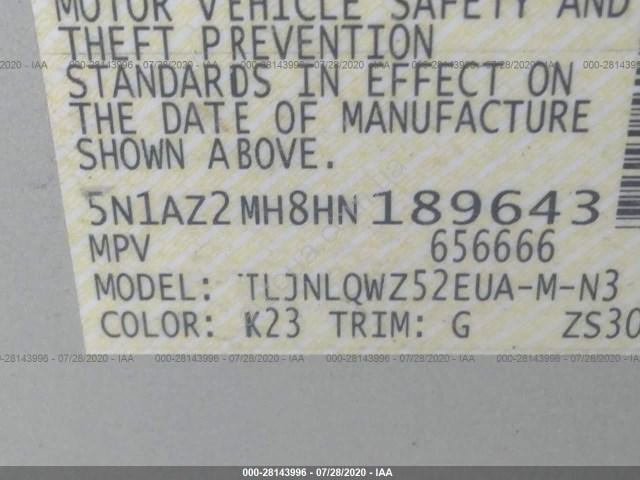 MOTOR VEHICLE SAFETY AND
THEFT PREVENTION
STANDARDS IN EFFECT ON
THE DATE OF MANUFACTURE
SHOWN ABOVE.
5N1AZ2MH8HN189643
MPV 656666
MODEL: TLJNLQWZ52EUA-M-N3
COLOR: K23 TRIM: G ZS30
000-28143996 / 07/28/2020 - IAA